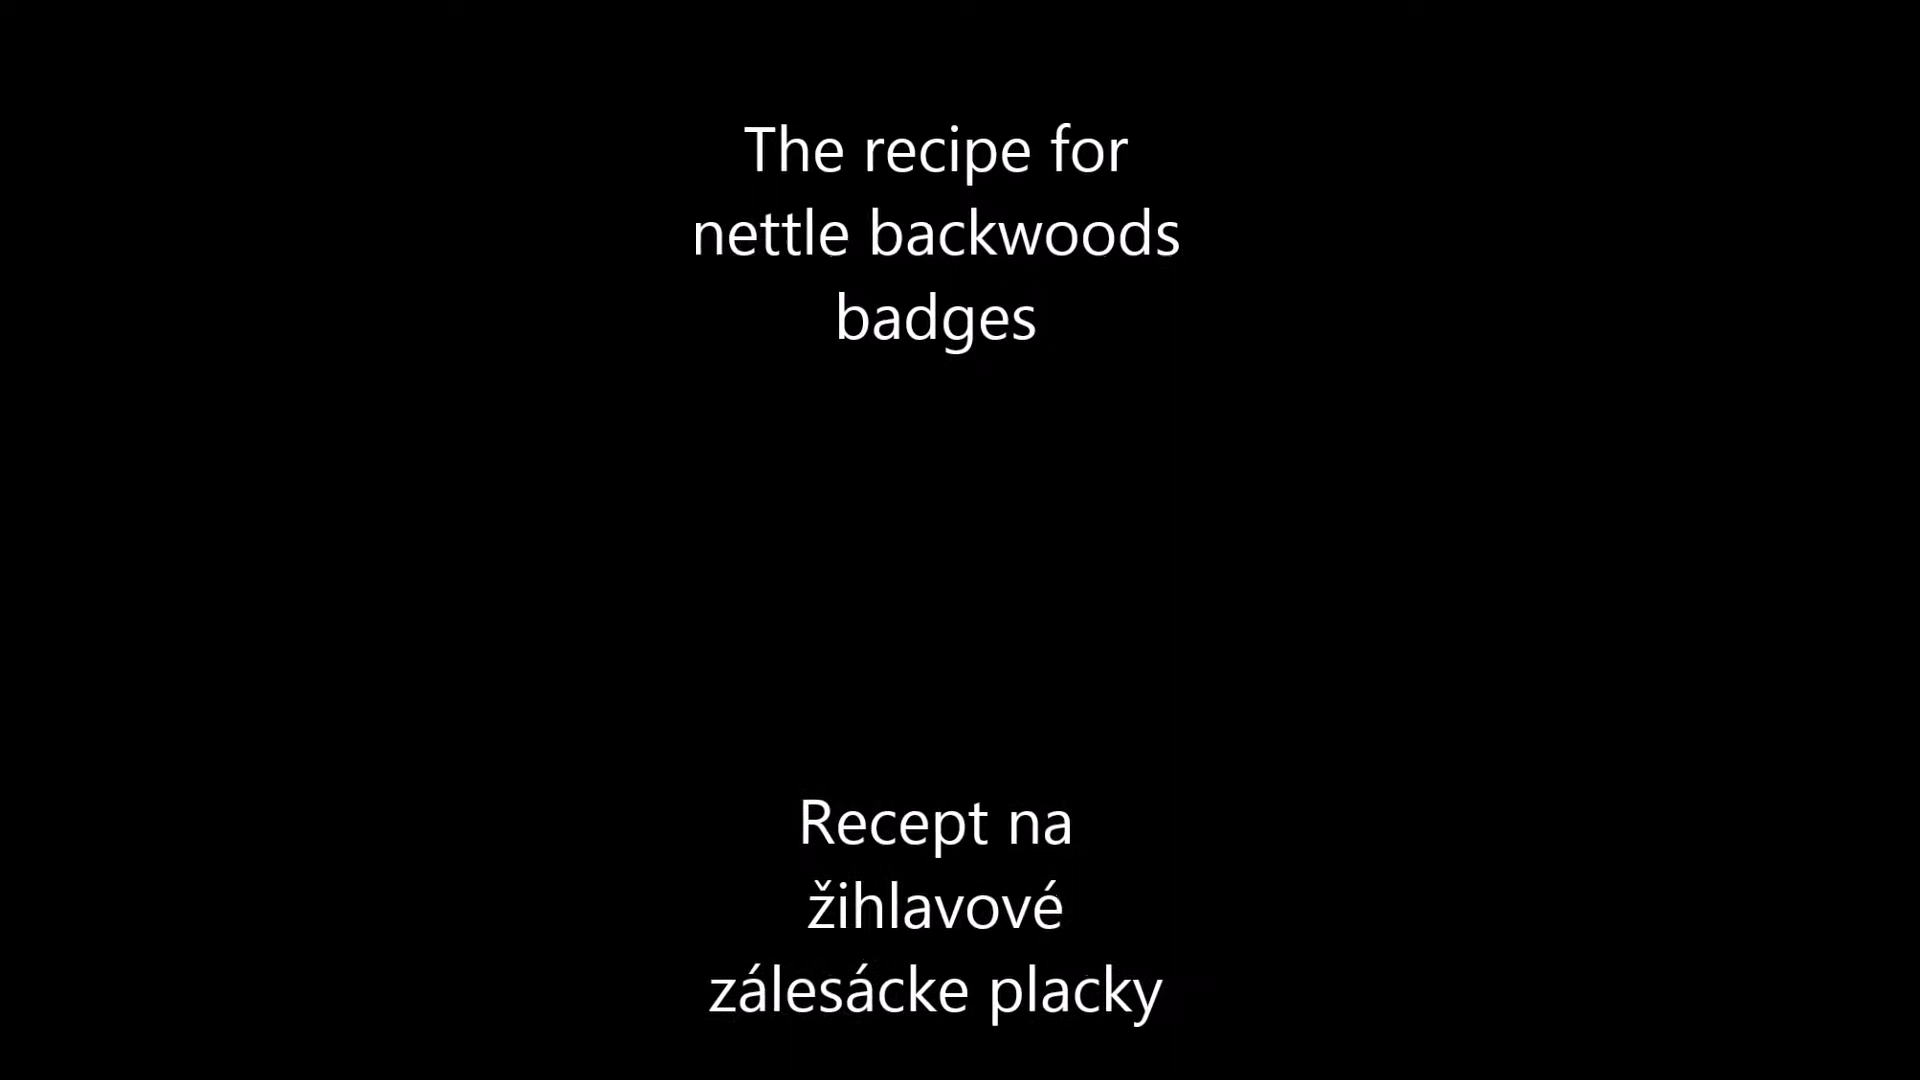 The recipe for
nettle backwoods
badges
Recept na
žihlavové
zálesácke placky